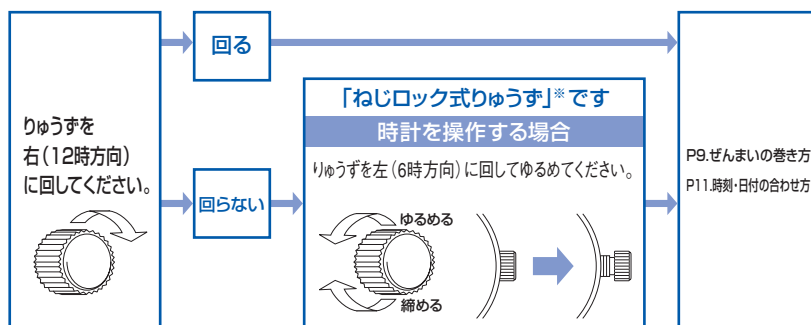 りゅうずを
右(12時方向)
に回してください。
回る
回らない
「ねじロック式りゅうず」※です
時計を操作する場合
りゅうずを左(6時方向)に回してゆるめてください。
ゆるめる
締める
P9.ぜんまいの巻き方
P11.時刻・日付の合わせ方